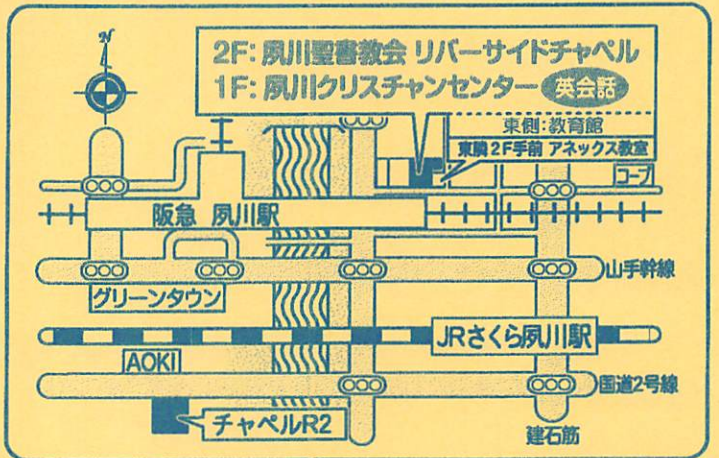 N
2F: 夙川聖書教会 リバーサイドチャペル
1F: 夙川クリスチャンセンター 英会話
東側:教育館
東隣2F手前 アネックス教室
コープ
阪急 夙川駅
山手幹線
グリーンタウン
JRさくら夙川駅
AOKI
国道2号線
チャペルR2
建石筋